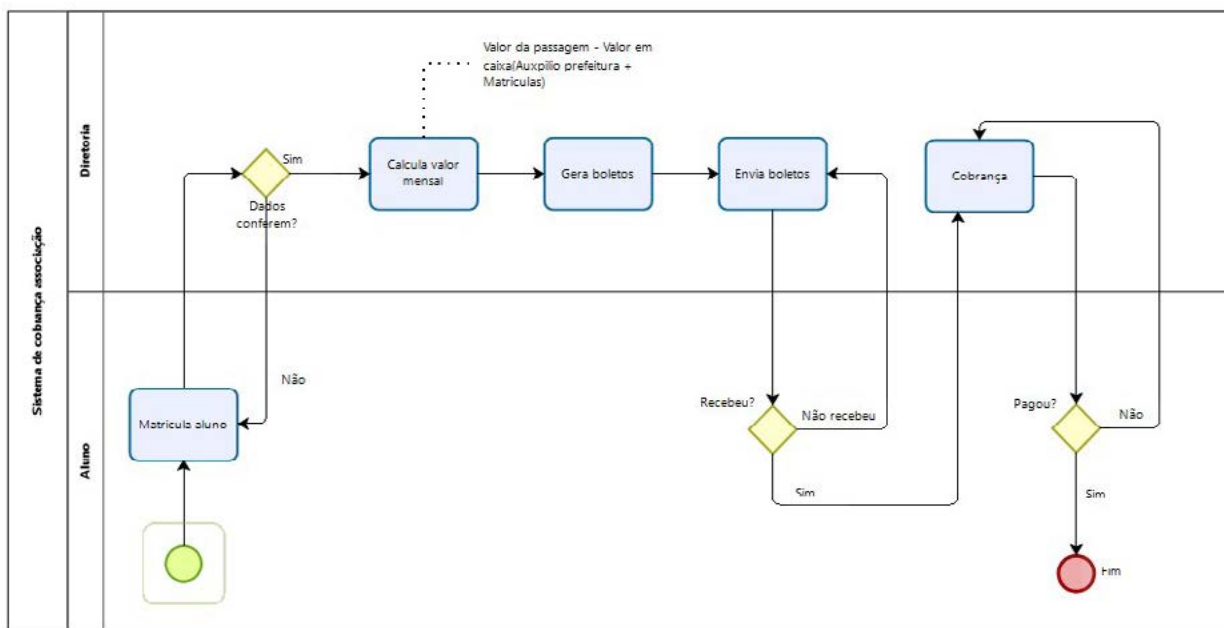 Sistema de cobrança associação
Diretoria
Valor da passagem - Valor em
caixa(Auxpilio prefeitura +
Matriculas)
Sim
Dados
conferem?
Calcula valor
mensal
Gera boletos
Envia boletos
Cobrança
Aluno
Não
Matricula aluno
Recebeu?
Não recebeu
Sim
Pagou?
Não
Sim
Fim